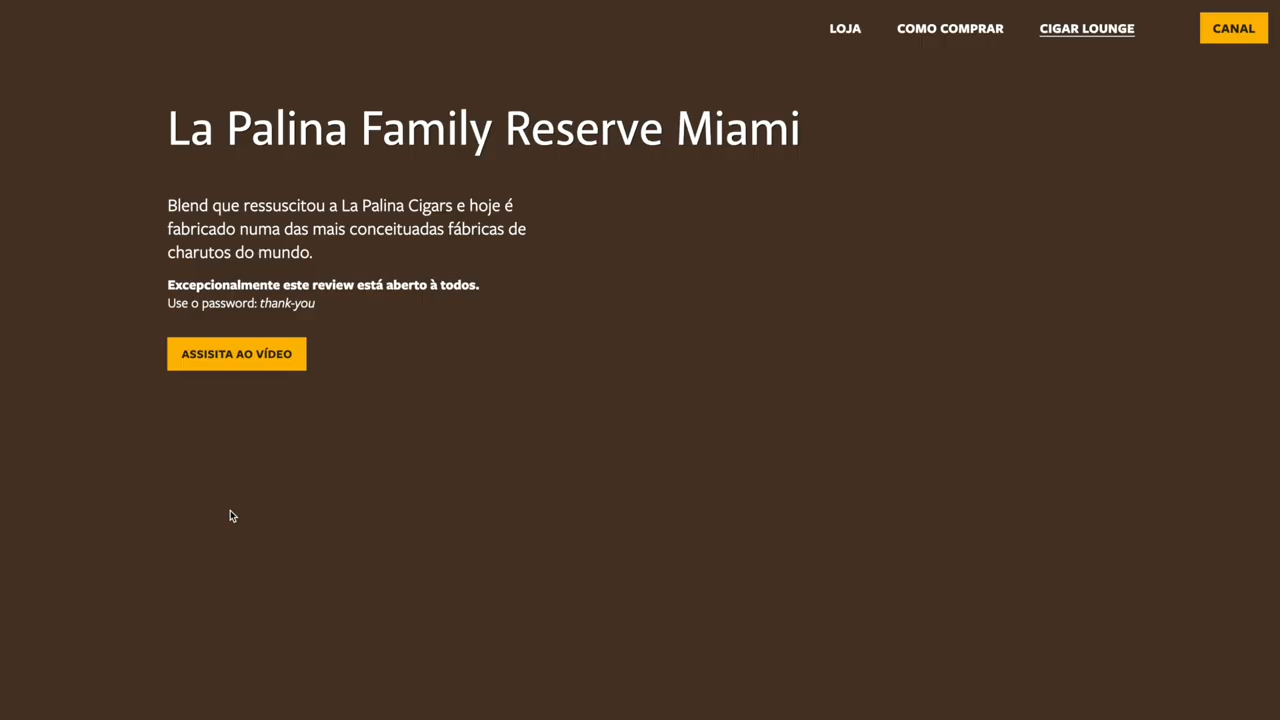 LOJA COMO COMPRAR CIGAR LOUNGE CANAL
La Palina Family Reserve Miami
Blend que ressuscitou a La Palina Cigars e hoje é
fabricado numa das mais conceituadas fábricas de
charutos do mundo.
Excepcionalmente este review está aberto à todos.
Use o password: thank-you
ASSISITA AO VÍDEO